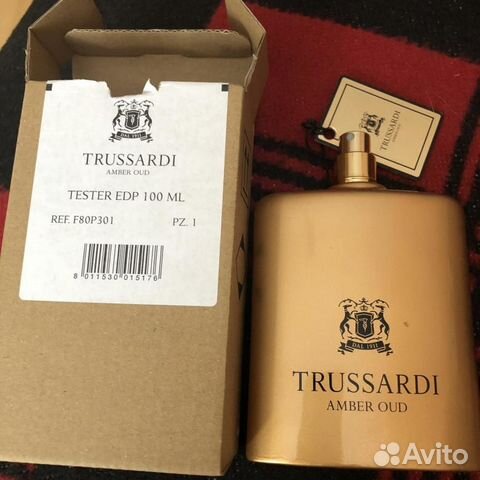 DAL 1911
TRUSSARDI
AMBER OUD
TESTER EDP 100 ML
REF. F80P301 PZ. 1
8 011530 015176
TRUSSARDI
DAL 1911
TRUSSARDI
AMBER OUD
Avito